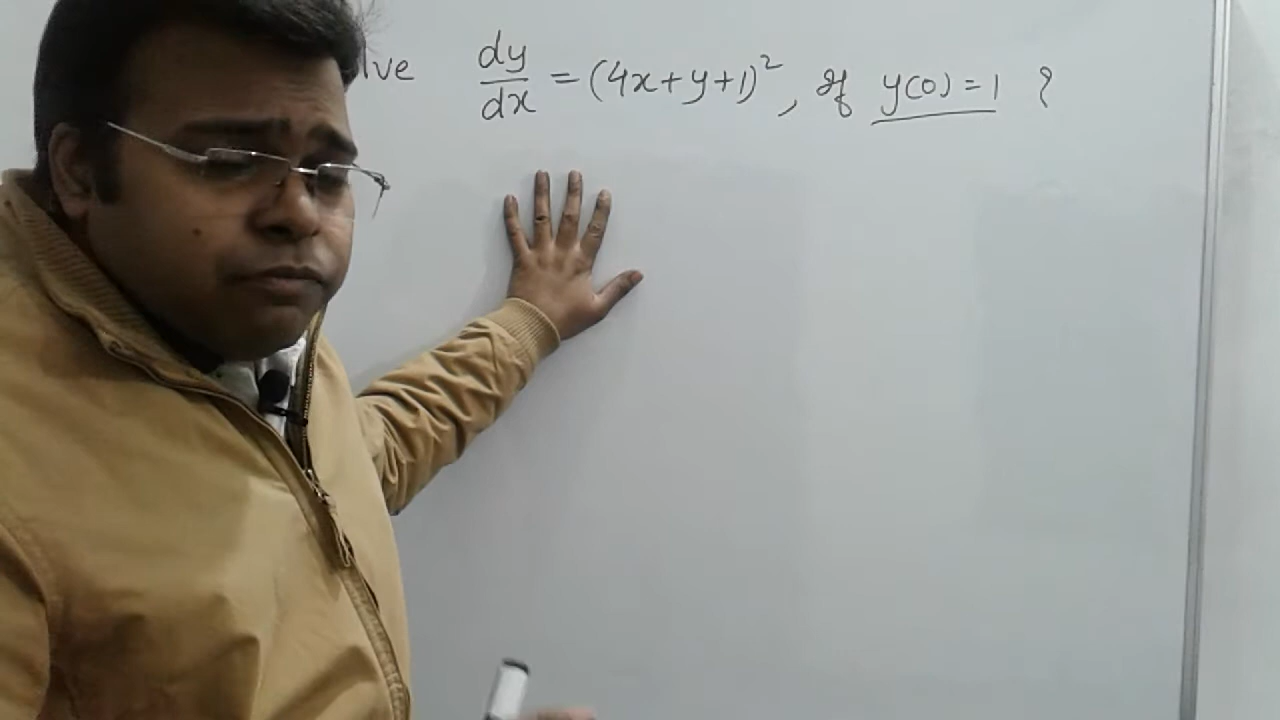 lve dy/dx = (4x+y+1)², if y(0) = 1 ?